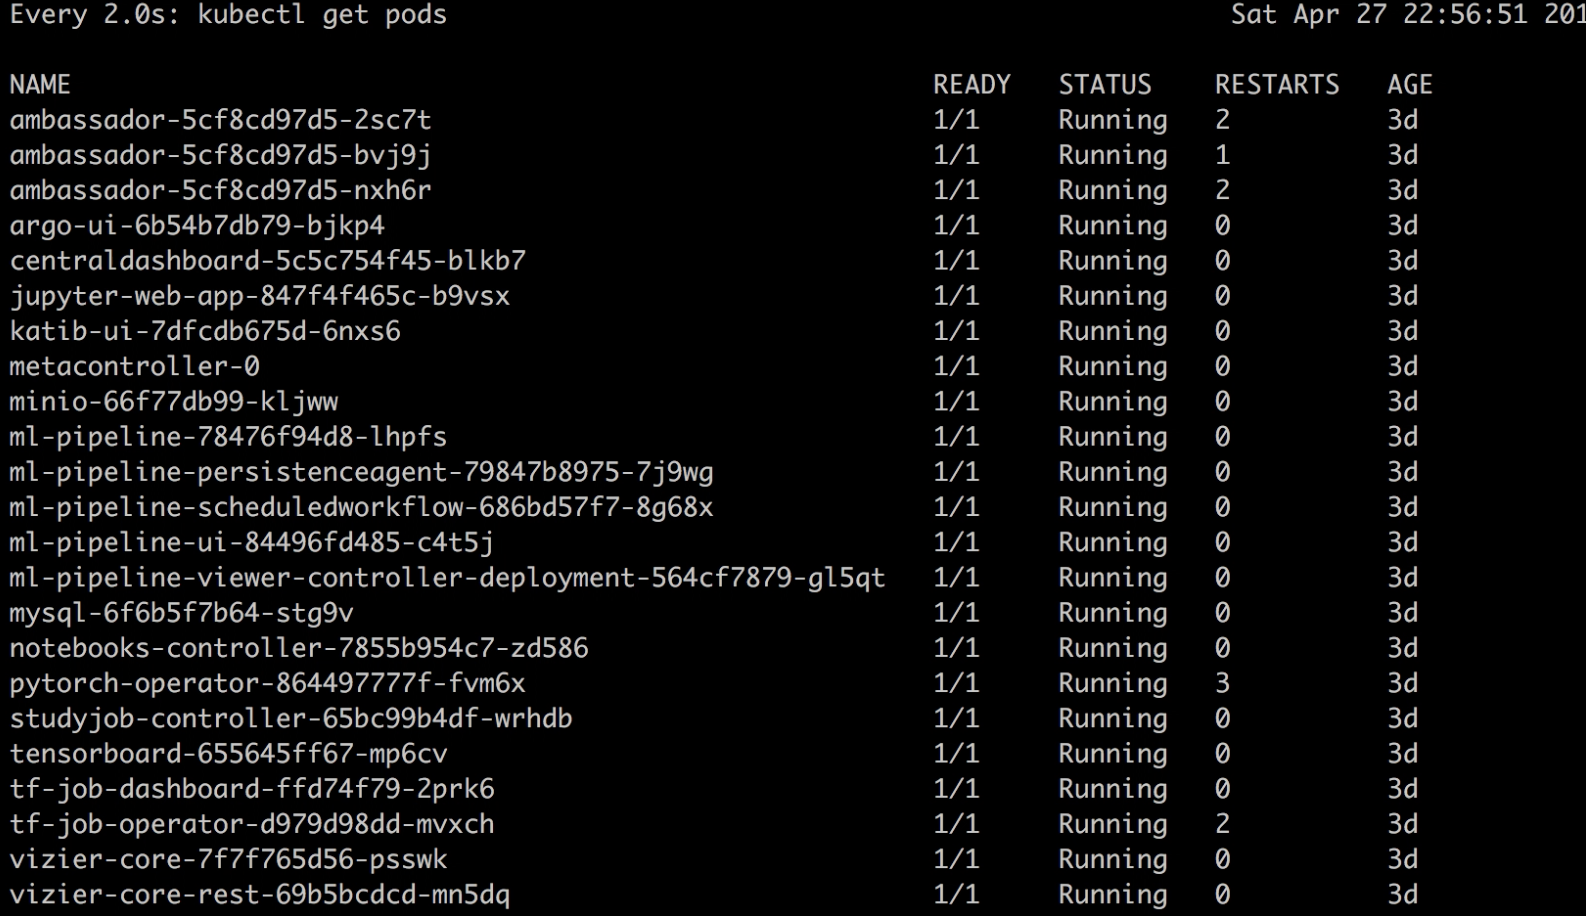 Every 2.0s: kubectl get pods Sat Apr 27 22:56:51 201
NAME READY STATUS RESTARTS AGE
ambassador-5cf8cd97d5-2sc7t 1/1 Running 2 3d
ambassador-5cf8cd97d5-bvj9j 1/1 Running 1 3d
ambassador-5cf8cd97d5-nxh6r 1/1 Running 2 3d
argo-ui-6b54b7db79-bjkp4 1/1 Running 0 3d
centraldashboard-5c5c754f45-blkb7 1/1 Running 0 3d
jupyter-web-app-847f4f465c-b9vsx 1/1 Running 0 3d
katib-ui-7dfcdb675d-6nxs6 1/1 Running 0 3d
metacontroller-0 1/1 Running 0 3d
minio-66f77db99-kljww 1/1 Running 0 3d
ml-pipeline-78476f94d8-lhpfs 1/1 Running 0 3d
ml-pipeline-persistenceagent-79847b8975-7j9wg 1/1 Running 0 3d
ml-pipeline-scheduledworkflow-686bd57f7-8g68x 1/1 Running 0 3d
ml-pipeline-ui-84496fd485-c4t5j 1/1 Running 0 3d
ml-pipeline-viewer-controller-deployment-564cf7879-gl5qt 1/1 Running 0 3d
mysql-6f6b5f7b64-stg9v 1/1 Running 0 3d
notebooks-controller-7855b954c7-zd586 1/1 Running 0 3d
pytorch-operator-864497777f-fvm6x 1/1 Running 3 3d
studyjob-controller-65bc99b4df-wrhdb 1/1 Running 0 3d
tensorboard-655645ff67-mp6cv 1/1 Running 0 3d
tf-job-dashboard-ffd74f79-2prk6 1/1 Running 0 3d
tf-job-operator-d979d98dd-mvxch 1/1 Running 2 3d
vizier-core-7f7f765d56-psswk 1/1 Running 0 3d
vizier-core-rest-69b5bcdcd-mn5dq 1/1 Running 0 3d